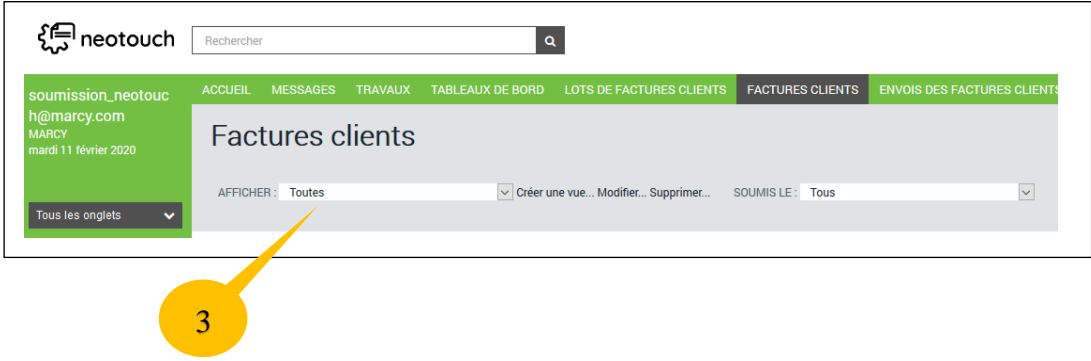 neotouch
Rechercher
soumission_neotouc
h@marcy.com
MARCY
mardi 11 février 2020
Tous les onglets
ACCUEIL MESSAGES TRAVAUX TABLEAUX DE BORD LOTS DE FACTURES CLIENTS FACTURES CLIENTS ENVOIS DES FACTURES CLIENTS
Factures clients
AFFICHER : Toutes Créer une vue... Modifier... Supprimer... SOUMIS LE : Tous
3